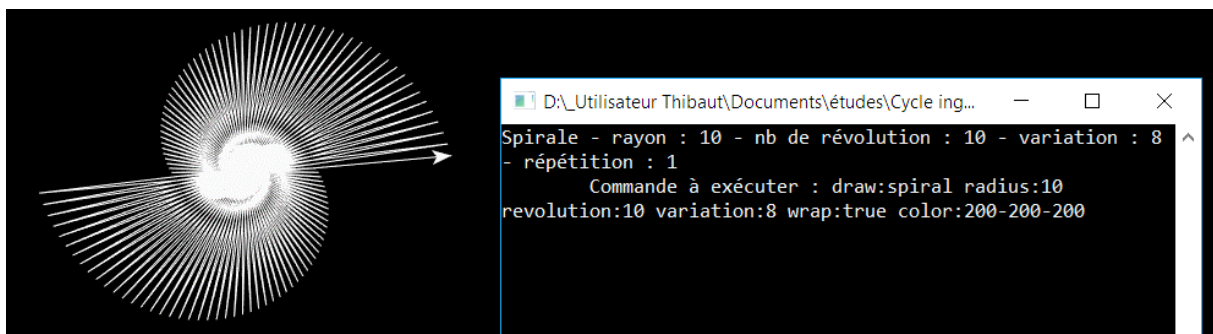 D:\_Utilisateur Thibaut\Documents\études\Cycle ing...
Spirale - rayon : 10 - nb de révolution : 10 - variation : 8
- répétition : 1
Commande à exécuter : draw:spiral radius:10
revolution:10 variation:8 wrap:true color:200-200-200